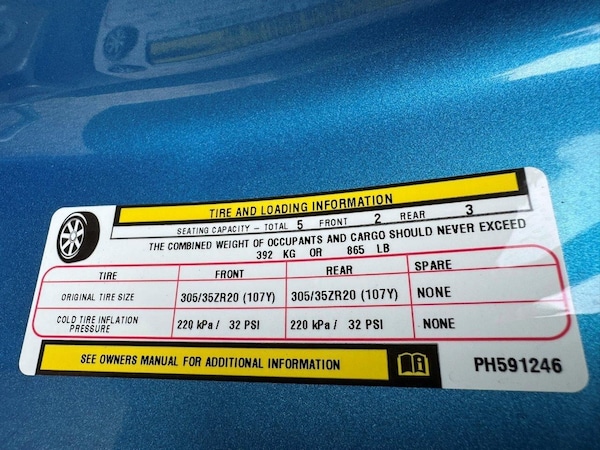 TIRE AND LOADING INFORMATION
SEATING CAPACITY – TOTAL 5 FRONT 2 REAR 3
THE COMBINED WEIGHT OF OCCUPANTS AND CARGO SHOULD NEVER EXCEED
392 KG OR 865 LB
TIRE FRONT REAR SPARE
ORIGINAL TIRE SIZE 305/35ZR20 (107Y) 305/35ZR20 (107Y) NONE
COLD TIRE INFLATION PRESSURE 220 kPa / 32 PSI 220 kPa / 32 PSI NONE
SEE OWNERS MANUAL FOR ADDITIONAL INFORMATION
PH591246